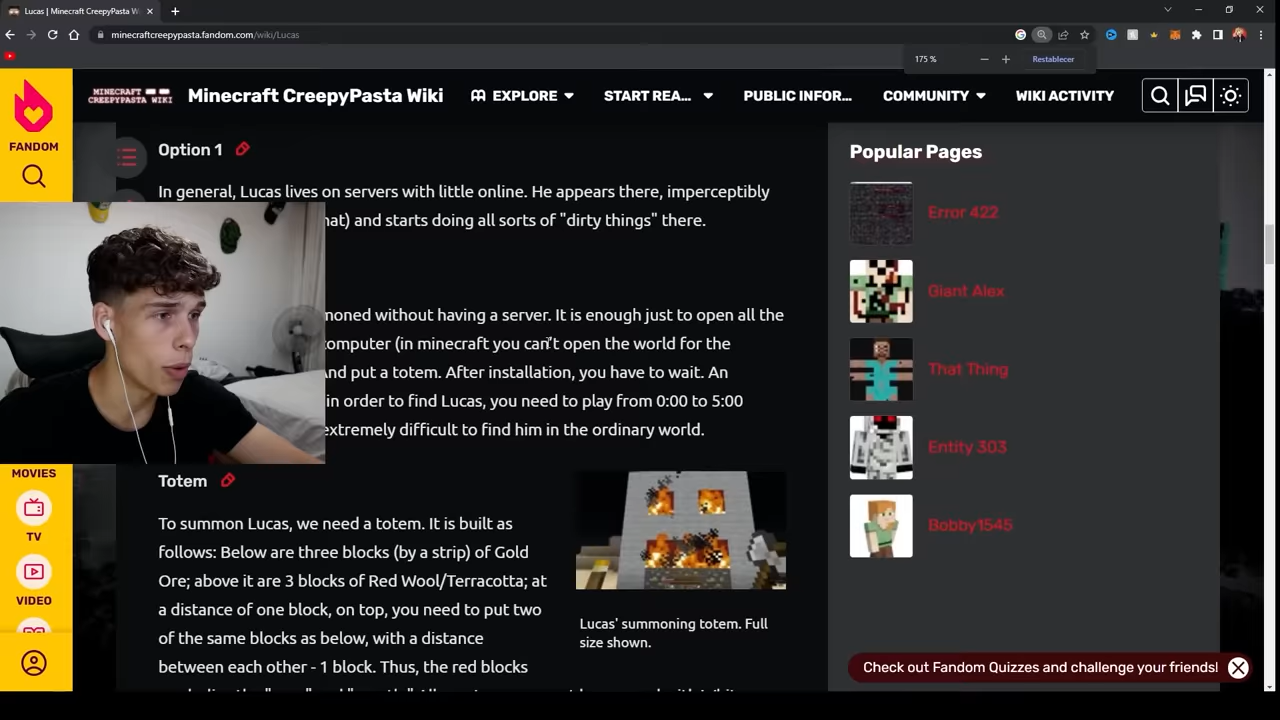 Lucas | Minecraft CreepyPasta W
minecraftcreepypasta.fandom.com/wiki/Lucas
175 %
Restablecer
FANDOM
MINECRAFT
CREEPYPASTA WIKI
Minecraft CreepyPasta Wiki
EXPLORE
START REA...
PUBLIC INFOR...
COMMUNITY
WIKI ACTIVITY
Option 1
In general, Lucas lives on servers with little online. He appears there, imperceptibly
hat) and starts doing all sorts of "dirty things" there.
moned without having a server. It is enough just to open all the
computer (in minecraft you can't open the world for the
And put a totem. After installation, you have to wait. An
in order to find Lucas, you need to play from 0:00 to 5:00
extremely difficult to find him in the ordinary world.
Totem
To summon Lucas, we need a totem. It is built as
follows: Below are three blocks (by a strip) of Gold
Ore; above it are 3 blocks of Red Wool/Terracotta; at
a distance of one block, on top, you need to put two
of the same blocks as below, with a distance
between each other - 1 block. Thus, the red blocks
Lucas' summoning totem. Full
size shown.
Popular Pages
Error 422
Giant Alex
That Thing
Entity 303
Bobby1545
MOVIES
TV
VIDEO
Check out Fandom Quizzes and challenge your friends!